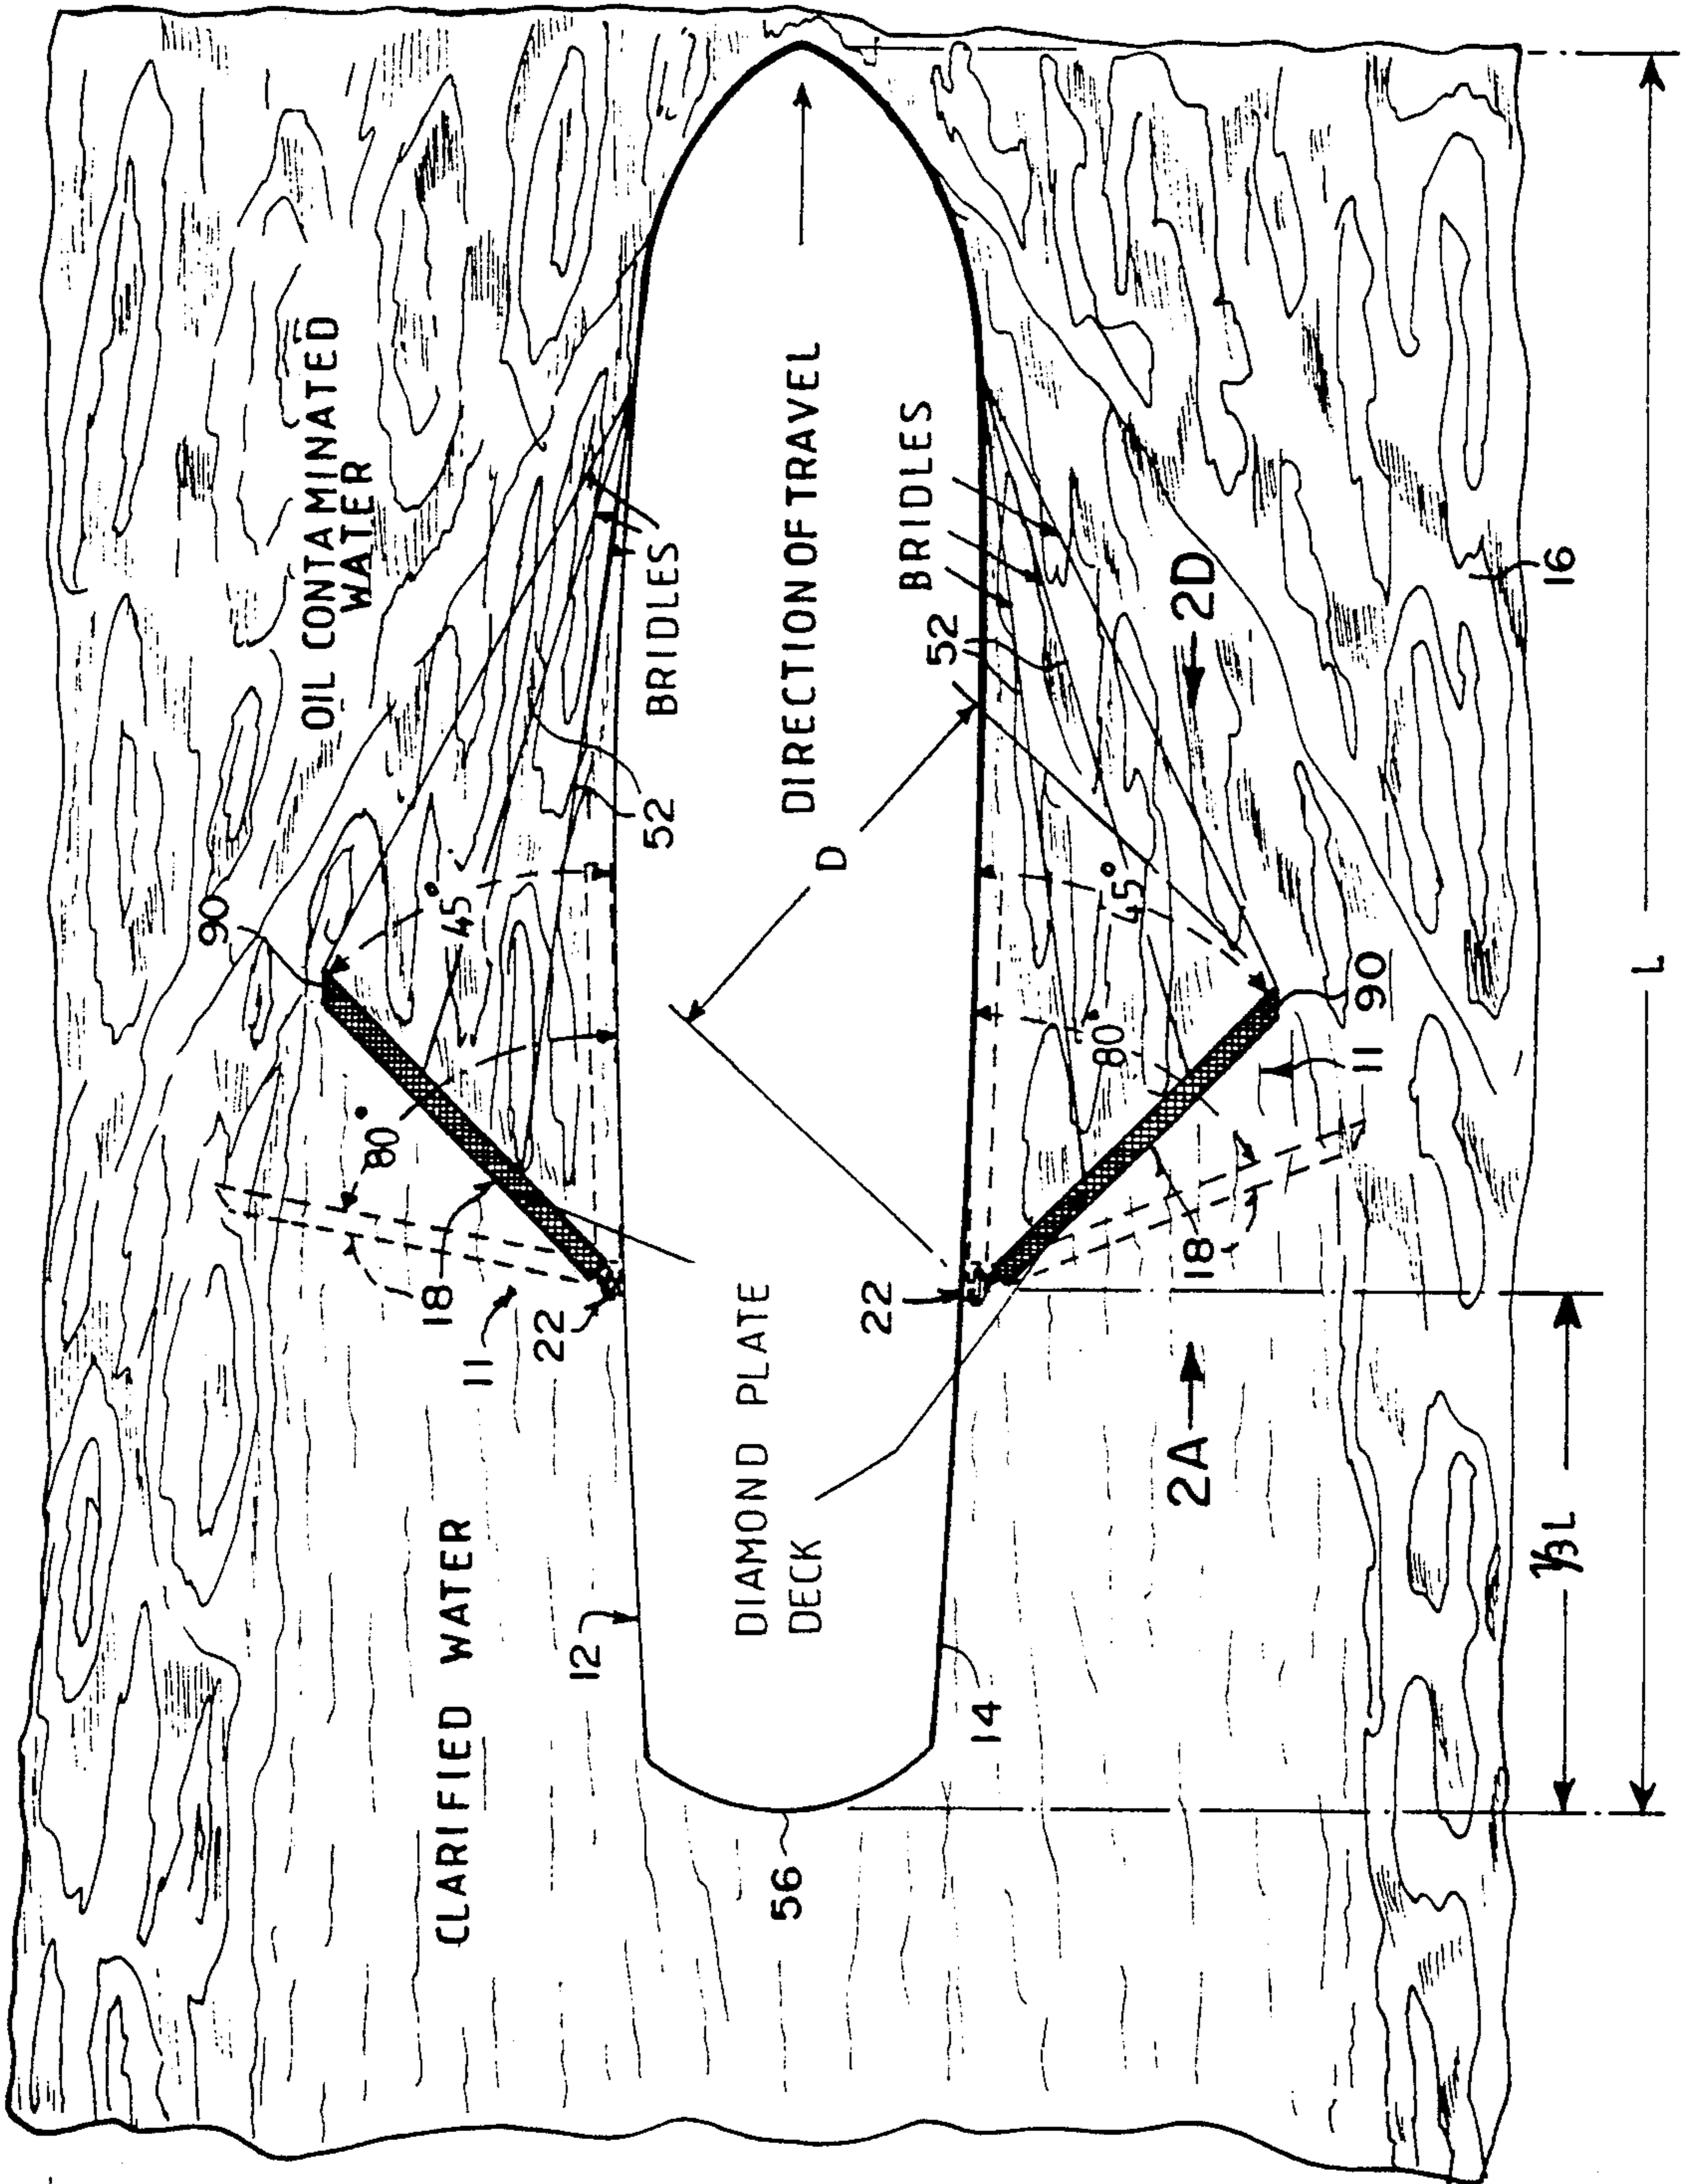 OIL CONTAMINATED
WATER
90
45°
BRIDLES
52
80°
18
11
22
CLARIFIED WATER
12
DIRECTION OF TRAVEL
D
BRIDLES
52
DIAMOND PLATE
DECK
22
56
14
45°
80°
2D
2A
18
11
90
16
1/3L
L